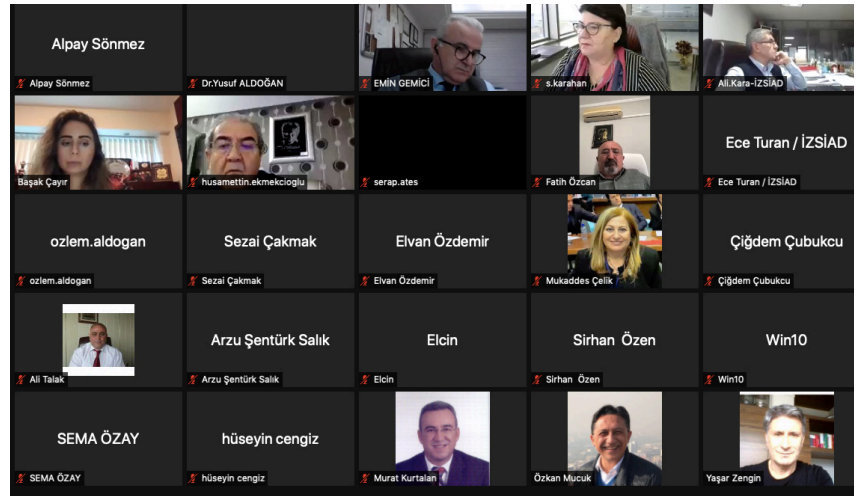 Alpay Sönmez
Alpay Sönmez
Dr.Yusuf ALDOĞAN
EMİN GEMİCİ
s.karahan
Ali.Kara-İZSİAD
Başak Çayır
husamettin.ekmekcioglu
serap.ates
Fatih Özcan
Ece Turan / İZSİAD
Ece Turan / İZSİAD
ozlem.aldogan
ozlem.aldogan
Sezai Çakmak
Sezai Çakmak
Elvan Özdemir
Elvan Özdemir
Mukaddes Çelik
Çiğdem Çubukcu
Çiğdem Çubukcu
Ali Talak
Arzu Şentürk Salık
Arzu Şentürk Salık
Elcin
Elcin
Sirhan  Özen
Sirhan  Özen
Win10
Win10
SEMA ÖZAY
SEMA ÖZAY
hüseyin cengiz
hüseyin cengiz
Murat Kurtalan
Özkan Mucuk
Yaşar Zengin